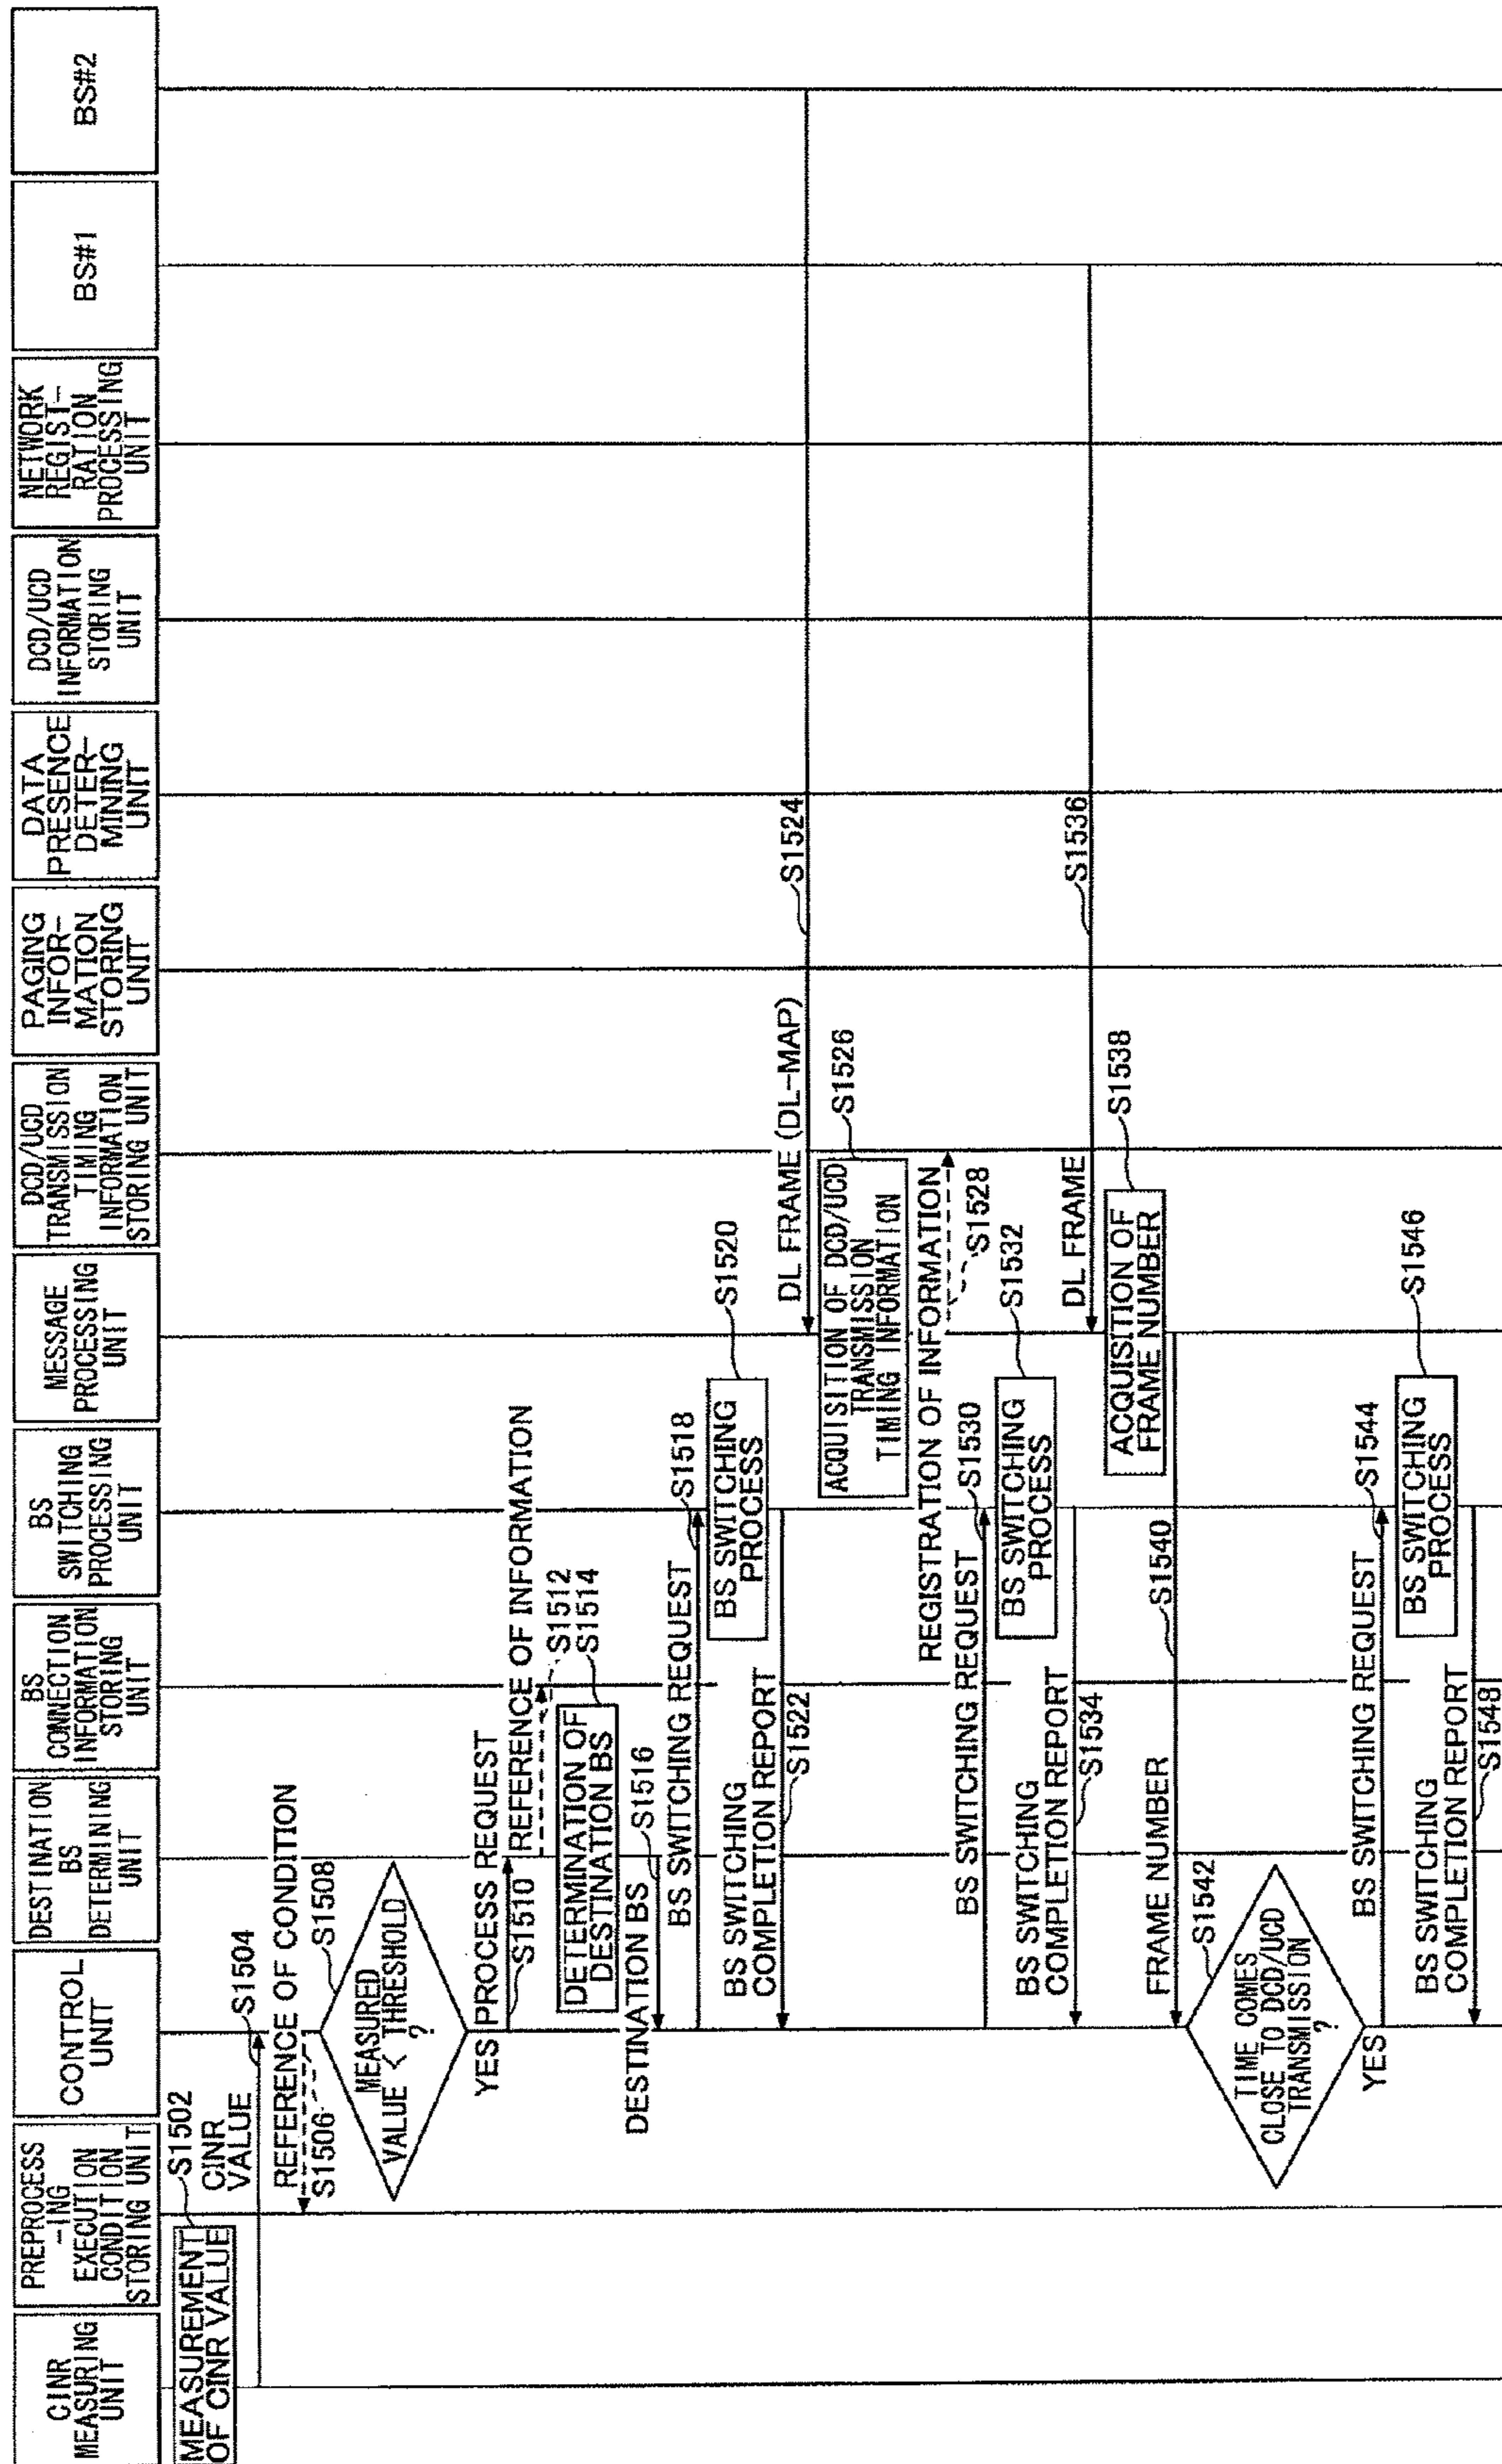 CINR
MEASURING
UNIT
PREPROCESS
-ING
EXECUTION
CONDITION
STORING UNIT
CONTROL
UNIT
DESTINATION
BS
DETERMINING
UNIT
BS
CONNECTION
INFORMATION
STORING
UNIT
BS
SWITCHING
PROCESSING
UNIT
MESSAGE
PROCESSING
UNIT
DCD/UCD
TRANSMISSION
TIMING
INFORMATION
STORING UNIT
PAGING
INFOR-
MATION
STORING
UNIT
DATA
PRESENCE
DETER-
MINING
UNIT
DCD/UCD
INFORMATION
STORING
UNIT
NETWORK
REGIST-
RATION
PROCESSING
UNIT
BS#1
BS#2
MEASUREMENT
OF CINR VALUE
S1502
CINR
VALUE
S1504
REFERENCE OF CONDITION
S1506
S1508
MEASURED
VALUE < THRESHOLD
?
YES
PROCESS REQUEST
S1510
REFERENCE OF INFORMATION
S1512
S1514
DETERMINATION OF
DESTINATION BS
DESTINATION BS
S1516
BS SWITCHING REQUEST
S1518
BS SWITCHING
PROCESS
S1520
BS SWITCHING
COMPLETION REPORT
S1522
DL FRAME (DL-MAP)
S1524
ACQUISITION OF DCD/UCD
TRANSMISSION
TIMING INFORMATION
S1526
REGISTRATION OF INFORMATION
S1528
BS SWITCHING REQUEST
S1530
BS SWITCHING
PROCESS
S1532
BS SWITCHING
COMPLETION REPORT
S1534
DL FRAME
S1536
ACQUISITION OF
FRAME NUMBER
S1538
FRAME NUMBER
S1540
S1542
TIME COMES
CLOSE TO DCD/UCD
TRANSMISSION
?
YES
BS SWITCHING REQUEST
S1544
BS SWITCHING
PROCESS
S1546
BS SWITCHING
COMPLETION REPORT
S1548